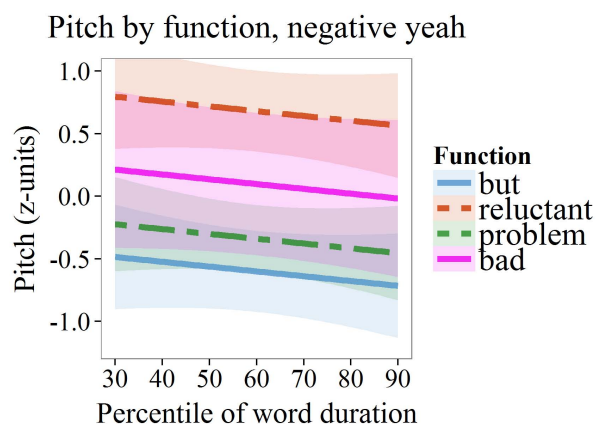 Pitch by function, negative yeah
Pitch (z-units)
1.0
0.5
0.0
-0.5
-1.0
30 40 50 60 70 80 90
Percentile of word duration
Function
but
reluctant
problem
bad